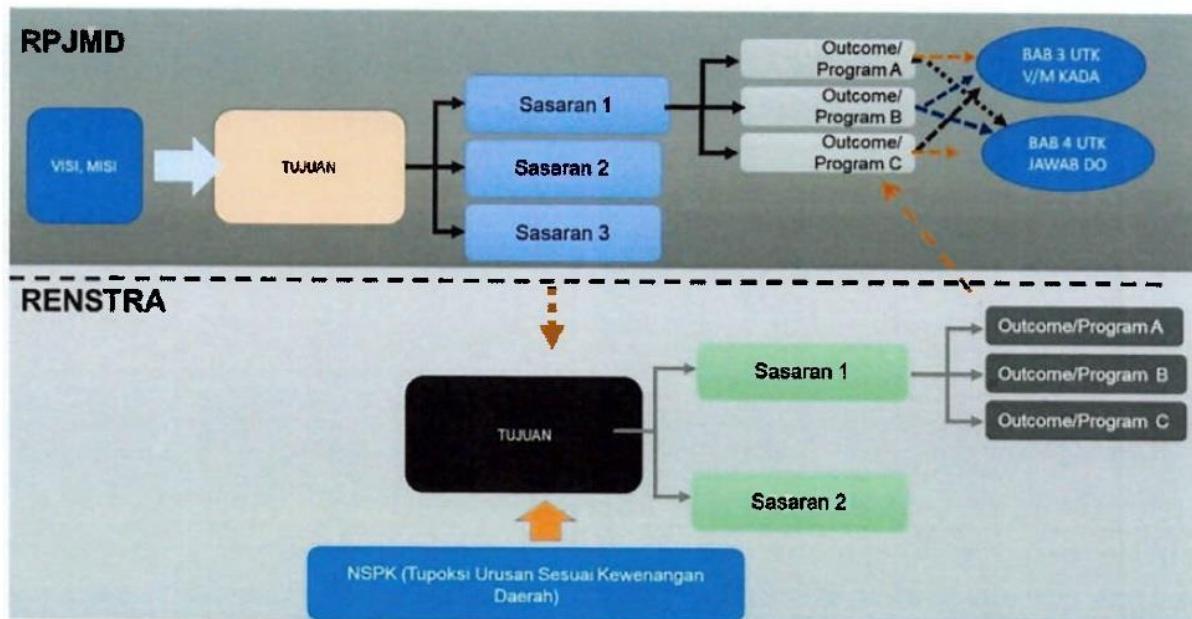 RPJMD
VISI, MISI
TUJUAN
Sasaran 1
Sasaran 2
Sasaran 3
Outcome/
Program A
Outcome/
Program B
Outcome/
Program C
BAB 3 UTK
V/M KADA
BAB 4 UTK
JAWAB DO
RENSTRA
TUJUAN
Sasaran 1
Sasaran 2
Outcome/Program A
Outcome/Program B
Outcome/Program C
NSPK (Tupoksi Urusan Sesuai Kewenangan
Daerah)